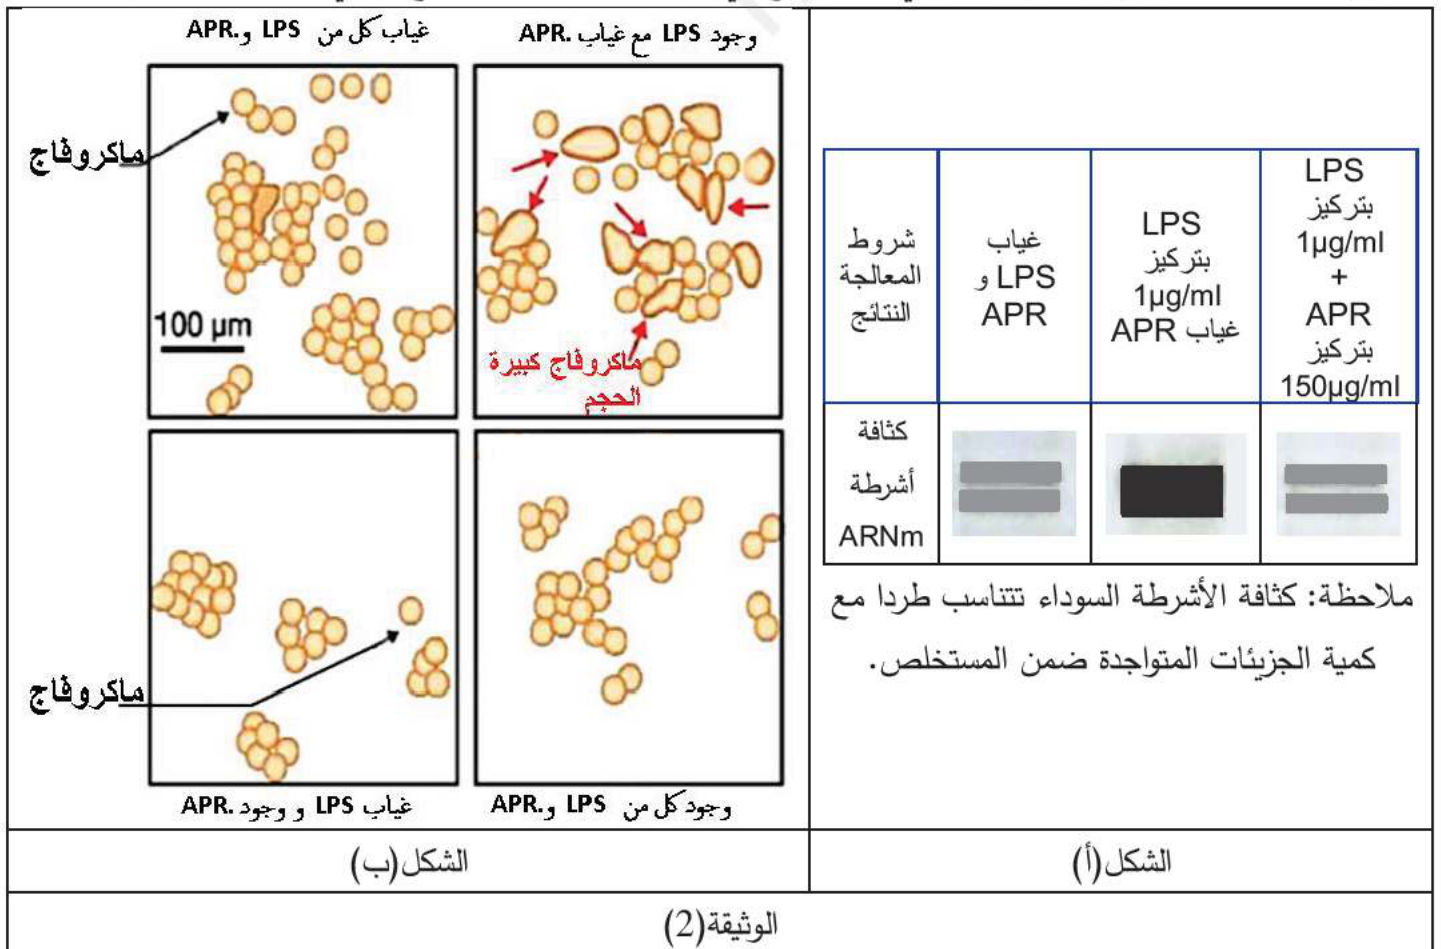 غياب كل من LPS و APR.
وجود LPS مع غياب APR.
ماكروفاج
100 µm
ماكروفاج كبيرة
الحجم
ماكروفاج
غياب LPS و وجود APR.
وجود كل من LPS و APR.
شروط
المعالجة
النتائج
غياب
LPS و
APR
LPS
بتركيز
1µg/ml
غياب APR
LPS
بتركيز
1µg/ml
+
APR
بتركيز
150µg/ml
كثافة
أشرطة
ARNm
ملاحظة: كثافة الأشرطة السوداء تتناسب طردا مع
كمية الجزيئات المتواجدة ضمن المستخلص.
الشكل(أ)
الشكل(ب)
الوثيقة(2)